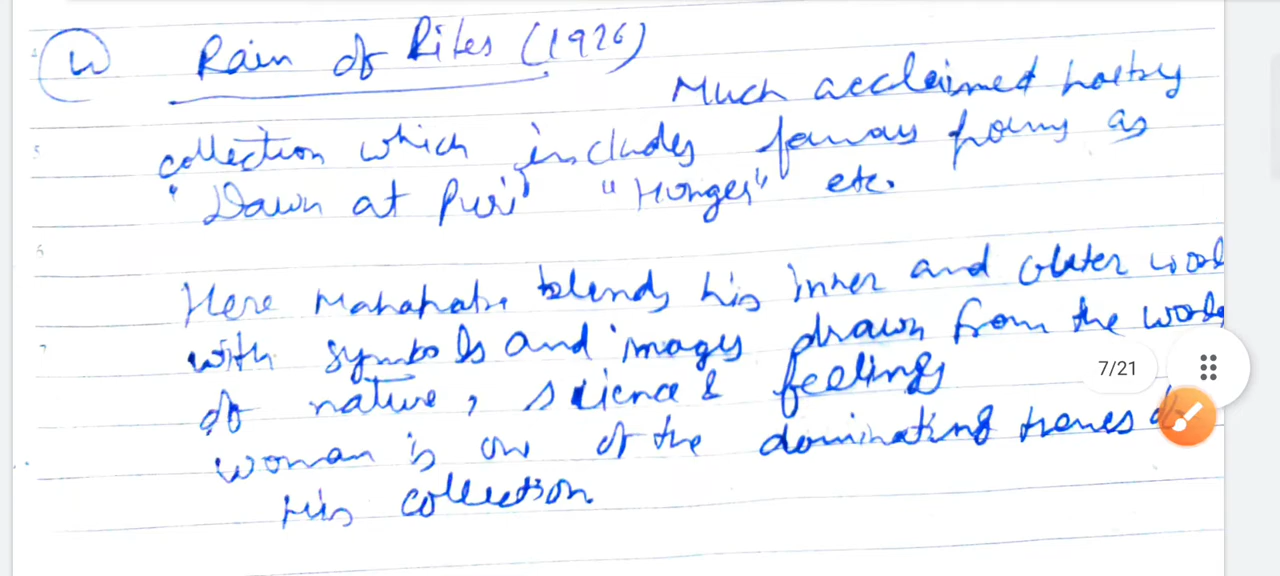 Rain of Rites (1976)
Much acclaimed poetry
collection which includes famous poems as
"Dawn at Puri" "Hunger" etc.
Here Mahapatra blends his inner and outer worl
with symbols and images drawn from the world
of nature, science & feelings
7/21
woman is one of the dominating themes of
this collection